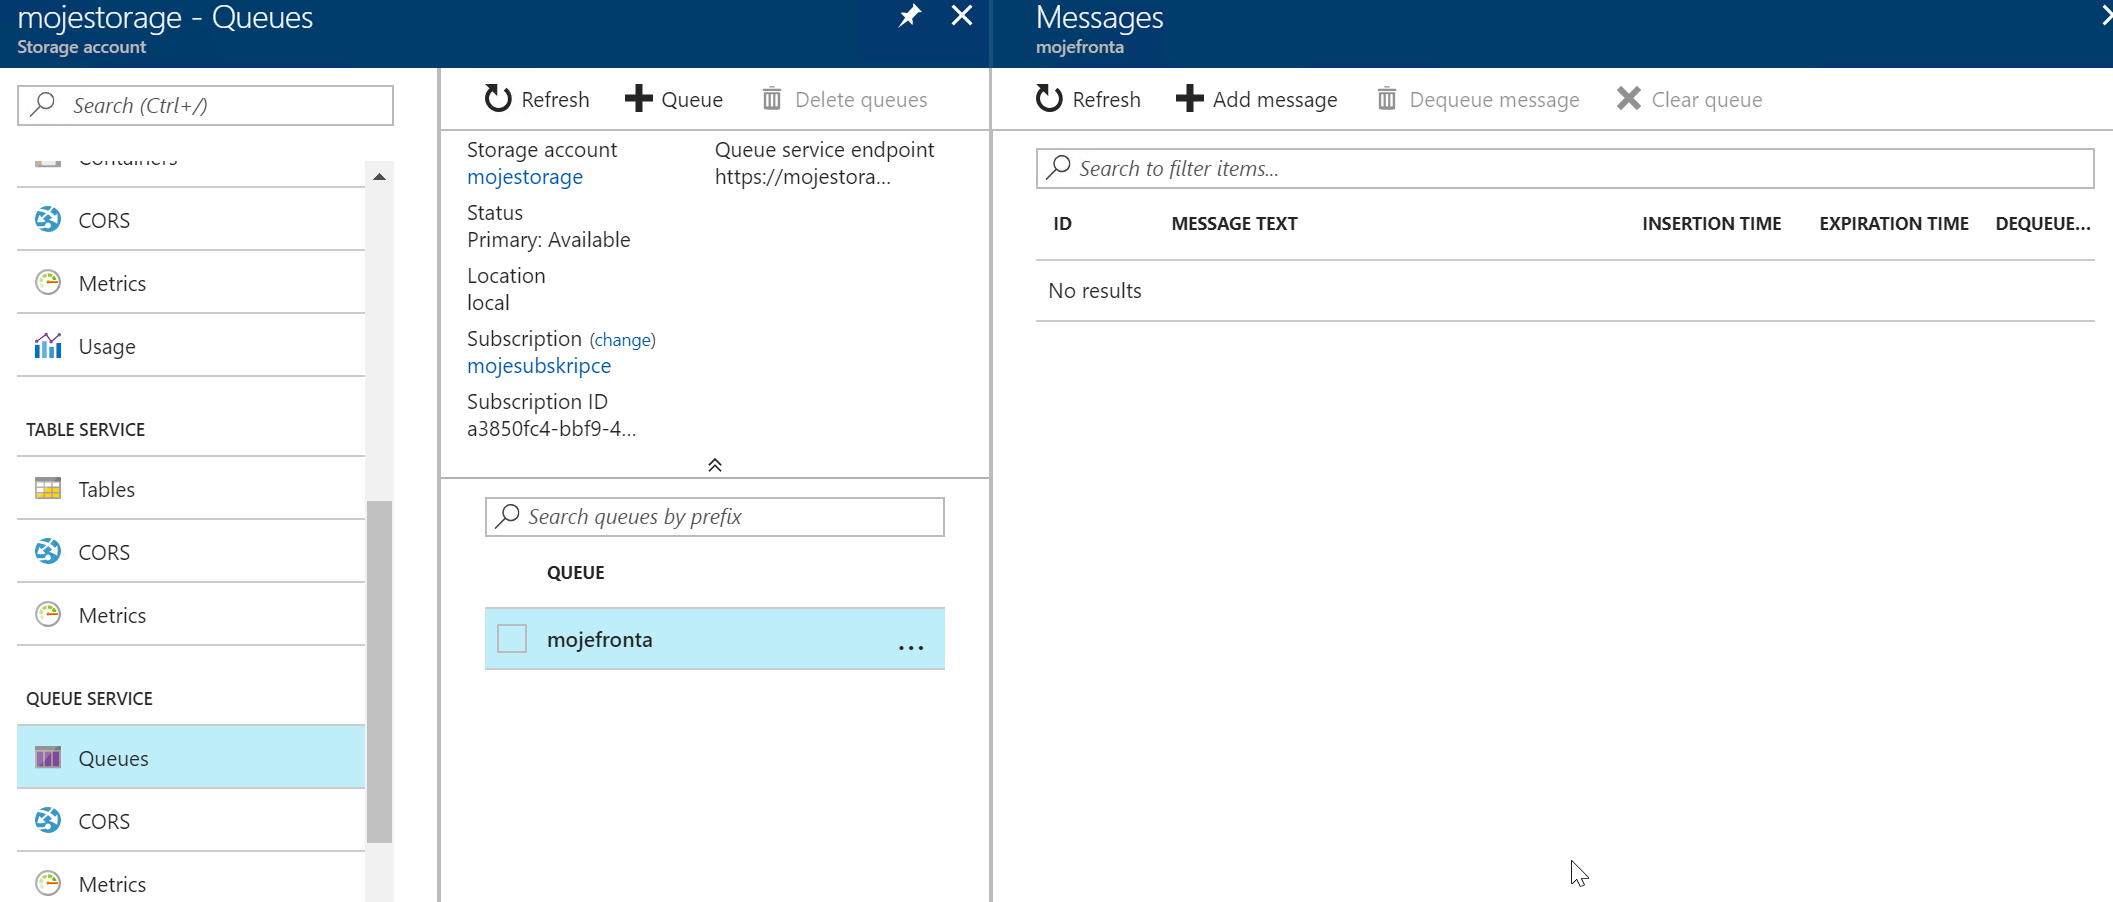 mojestorage - Queues
Storage account
Search (Ctrl+/)
Containers
CORS
Metrics
Usage
TABLE SERVICE
Tables
CORS
Metrics
QUEUE SERVICE
Queues
CORS
Metrics
Refresh
Queue
Delete queues
Storage account
mojestorage
Queue service endpoint
https://mojestora...
Status
Primary: Available
Location
local
Subscription (change)
mojesubskripce
Subscription ID
a3850fc4-bbf9-4...
Search queues by prefix
QUEUE
mojefronta
...
Messages
mojefronta
Refresh
Add message
Dequeue message
Clear queue
Search to filter items...
ID MESSAGE TEXT INSERTION TIME EXPIRATION TIME DEQUEUE...
No results